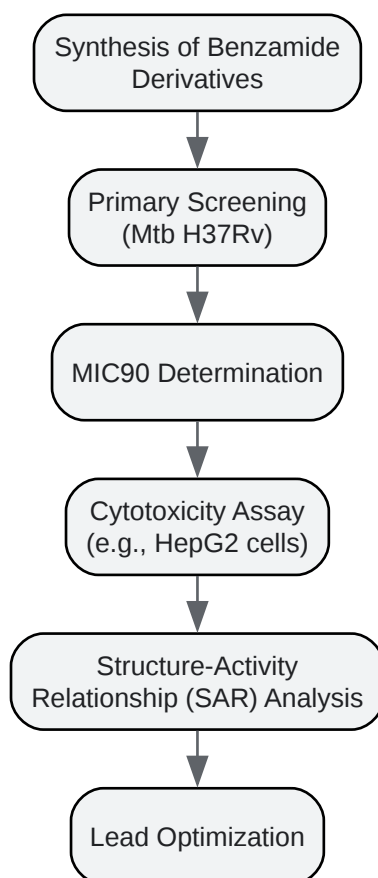 Synthesis of Benzamide
Derivatives
Primary Screening
(Mtb H37Rv)
MIC90 Determination
Cytotoxicity Assay
(e.g., HepG2 cells)
Structure-Activity
Relationship (SAR) Analysis
Lead Optimization